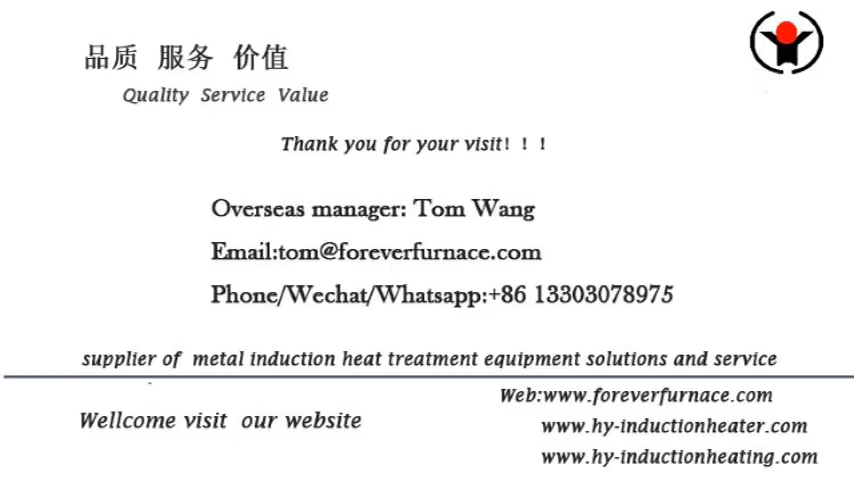 品质 服务 价值
Quality Service Value
Thank you for your visit！！！
Overseas manager: Tom Wang
Email:tom@foreverfurnace.com
Phone/Wechat/Whatsapp:+86 13303078975
supplier of metal induction heat treatment equipment solutions and service
Web:www.foreverfurnace.com
Wellcome visit our website
www.hy-inductionheater.com
www.hy-inductionheating.com